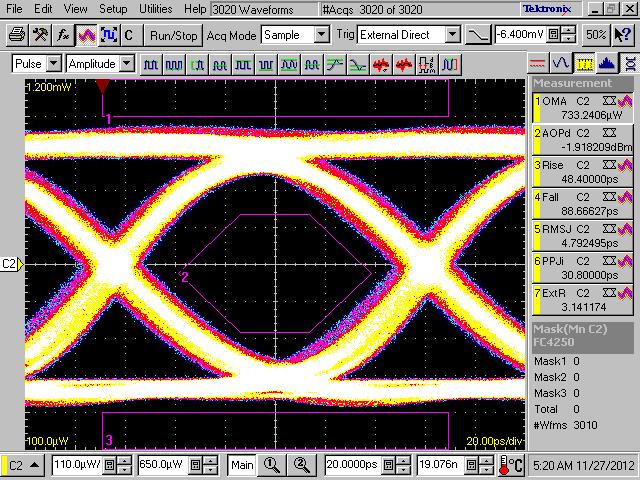 File Edit View Setup Utilities Help 3020 Waveforms #Acqs 3020 of 3020 Tektronix
fx C Run/Stop Acq Mode Sample Trig External Direct -6.400mV 50% ?
Pulse Amplitude
1.200mW
1
2
3
C2
100.0µW 20.00ps/div
Measurement
1 OMA C2
733.2406µW
2 AOPd C2
-1.918209dBm
3 Rise C2
48.40000ps
4 Fall C2
88.66627ps
5 RMSJ C2
4.792495ps
6 PPJi C2
30.80000ps
7 ExtR C2
3.141174
Mask(Mn C2)
FC4250
Mask1 0
Mask2 0
Mask3 0
Total 0
#Wfms 3010
C2 110.0µW/ 650.0µW Main 1 2 20.0000ps 19.076n °C 5:20 AM 11/27/2012